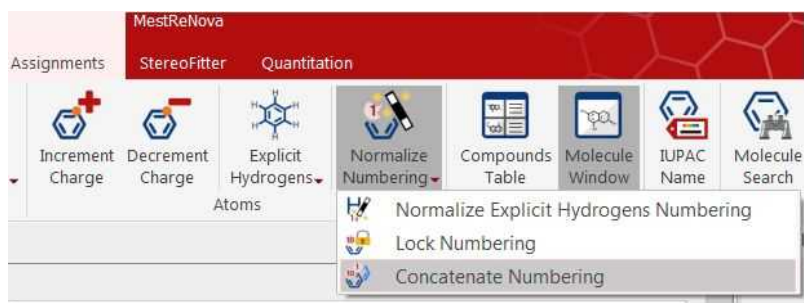 MestReNova
Assignments StereoFitter Quantitation
Increment Decrement Explicit Normalize Compounds Molecule IUPAC Molecule
Charge Charge Hydrogens Numbering Table Window Name Search
Atoms
Normalize Explicit Hydrogens Numbering
Lock Numbering
Concatenate Numbering